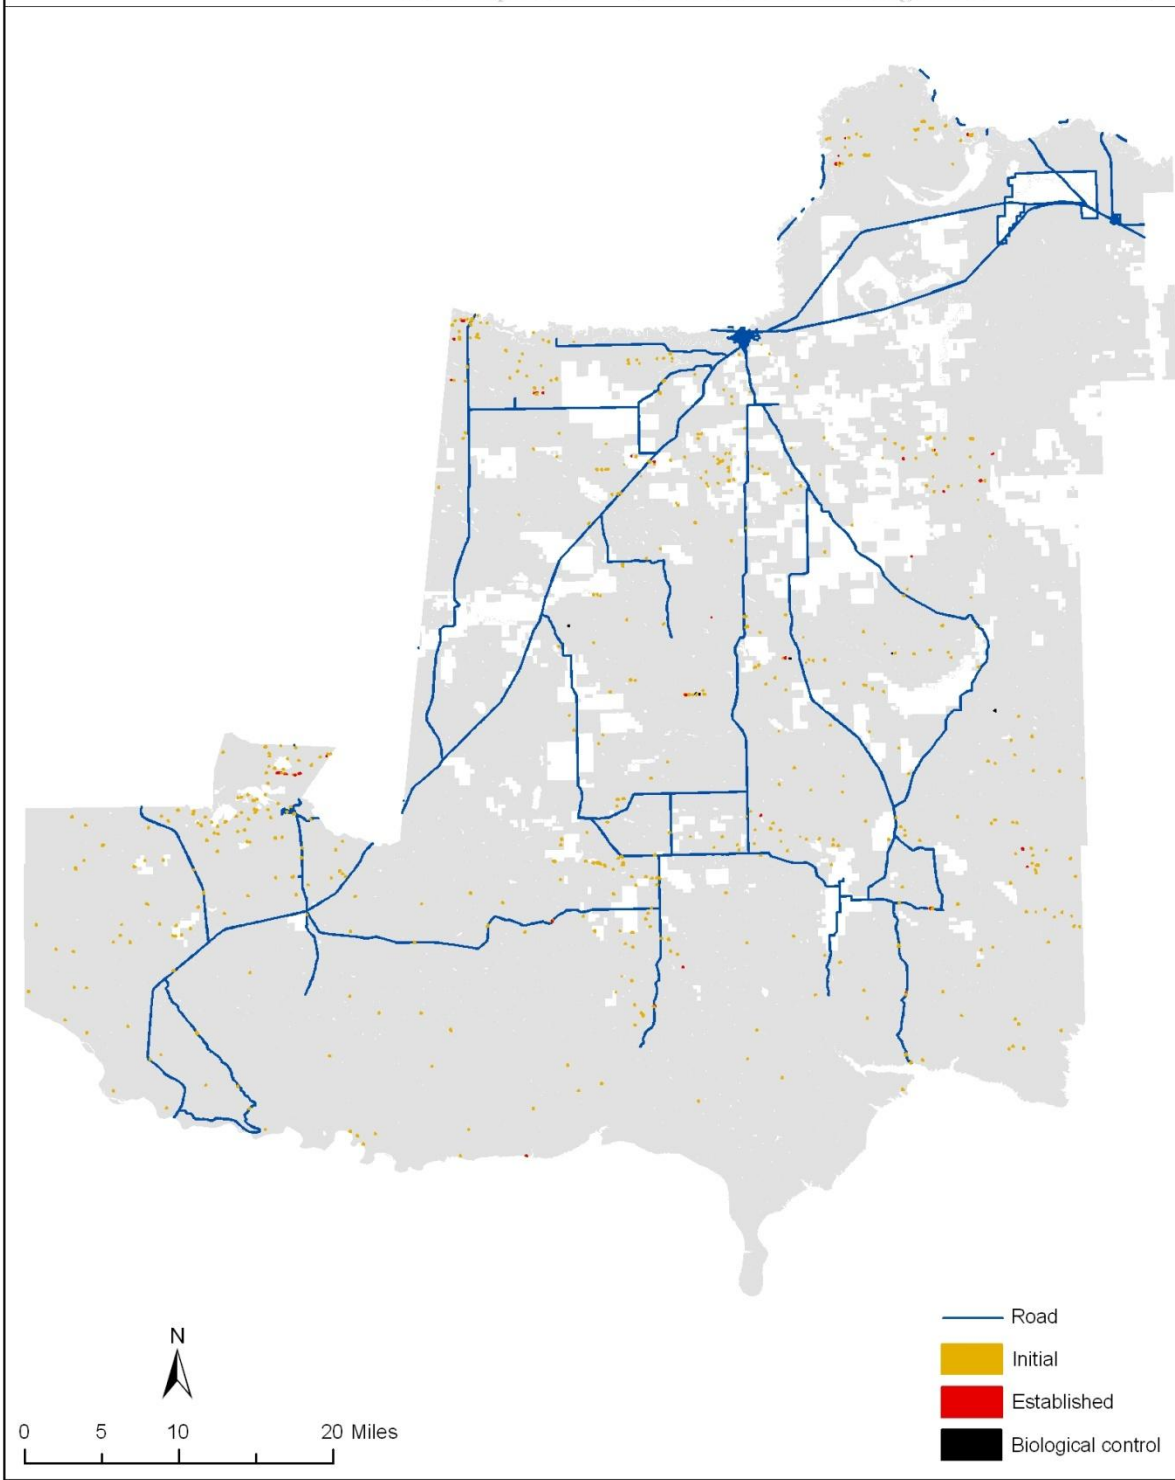 Road
Initial
Established
Biological control
N
0 5 10 20 Miles